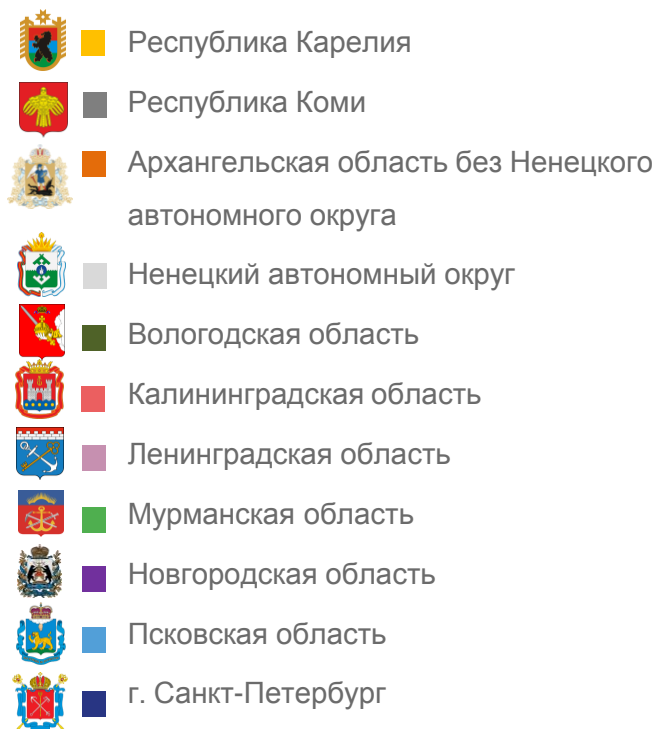 Республика Карелия
Республика Коми
Архангельская область без Ненецкого
автономного округа
Ненецкий автономный округ
Вологодская область
Калининградская область
Ленинградская область
Мурманская область
Новгородская область
Псковская область
г. Санкт-Петербург